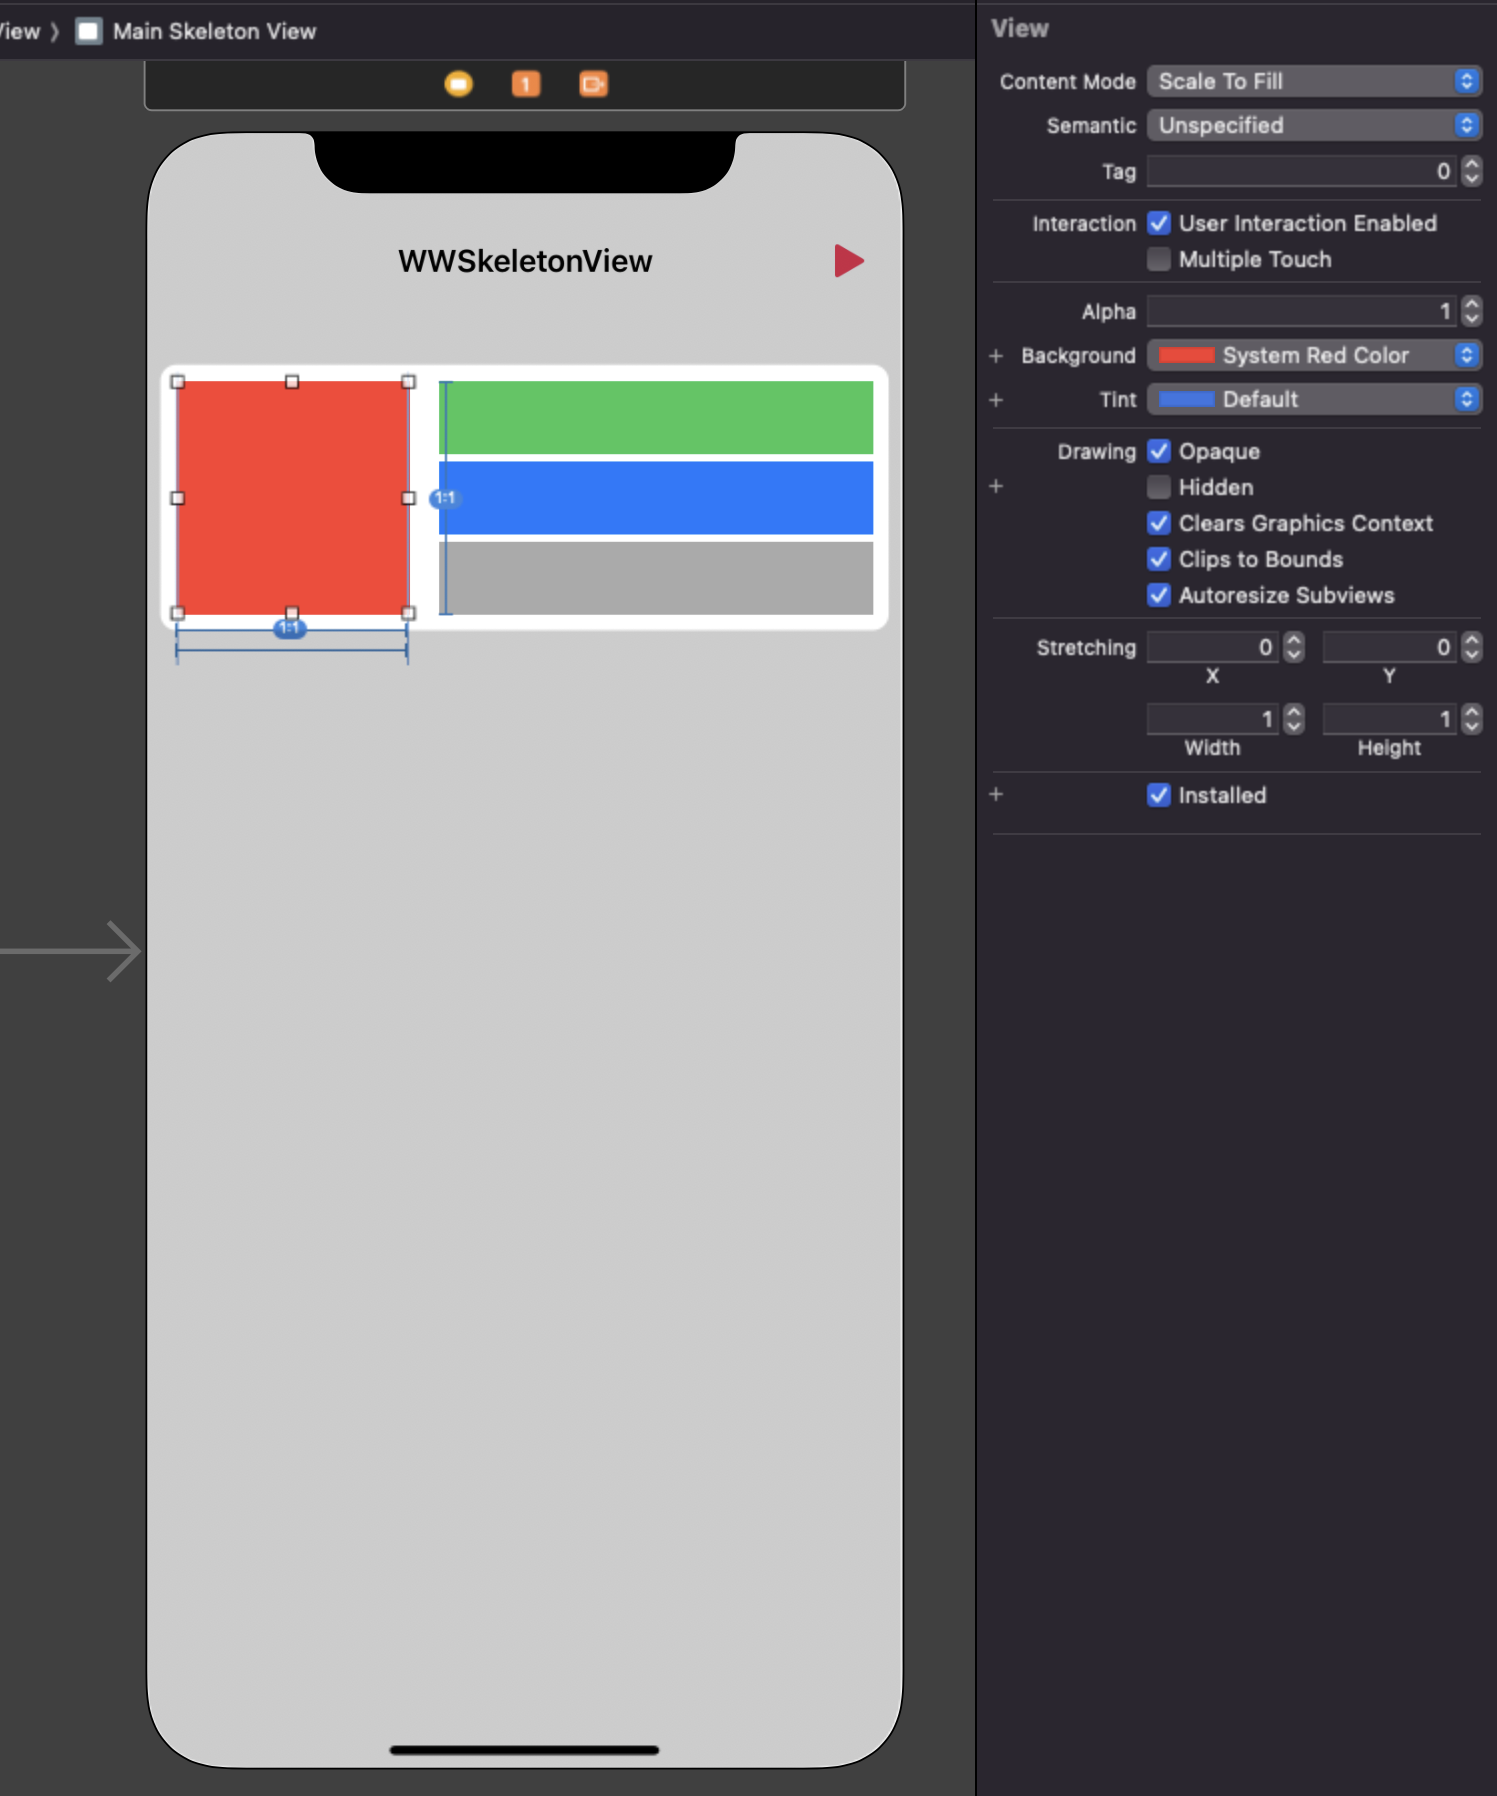 Main Skeleton View
1
WWSkeletonView
1:1
1:1
View
Content Mode Scale To Fill
Semantic Unspecified
Tag 0
Interaction User Interaction Enabled
Multiple Touch
Alpha 1
+ Background System Red Color
+ Tint Default
Drawing Opaque
+ Hidden
Clears Graphics Context
Clips to Bounds
Autoresize Subviews
Stretching 0 0
X Y
1 1
Width Height
+ Installed